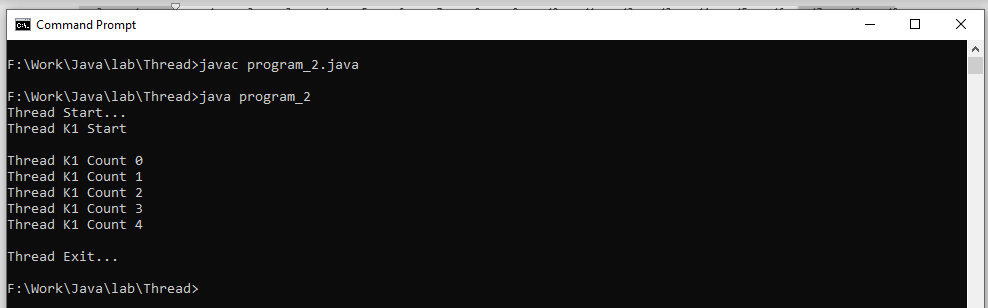 Command Prompt
F:\Work\Java\lab\Thread>javac program_2.java
F:\Work\Java\lab\Thread>java program_2
Thread Start...
Thread K1 Start
Thread K1 Count 0
Thread K1 Count 1
Thread K1 Count 2
Thread K1 Count 3
Thread K1 Count 4
Thread Exit...
F:\Work\Java\lab\Thread>